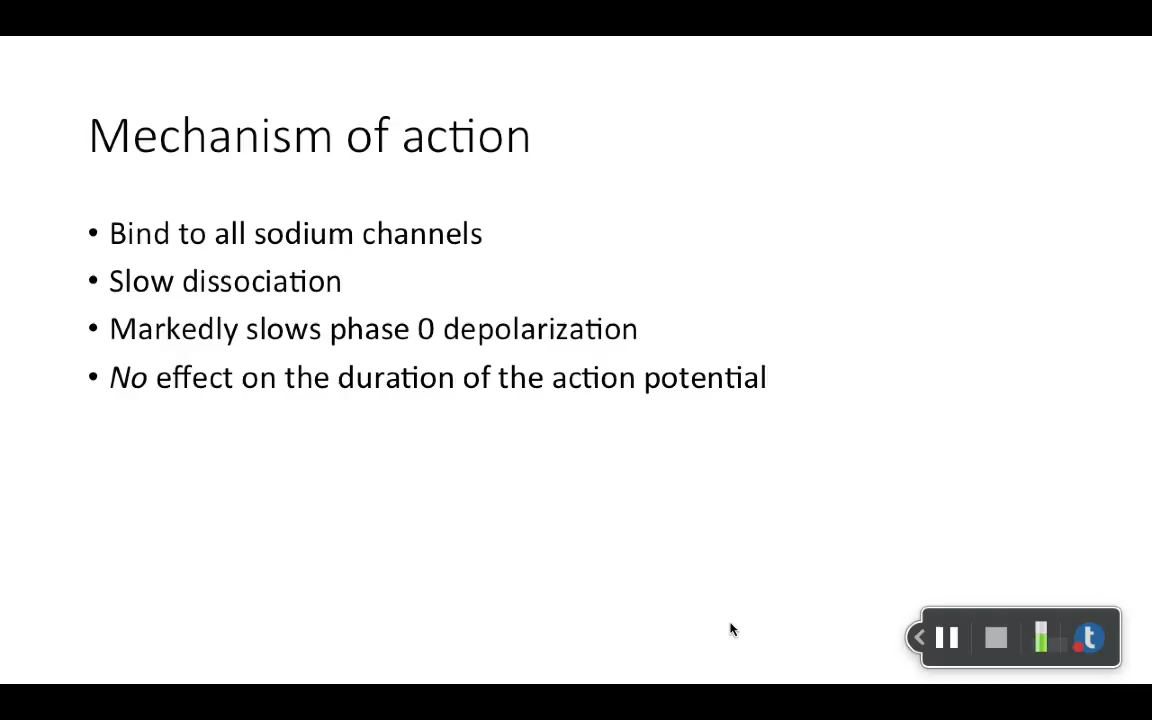 Mechanism of action
• Bind to all sodium channels
• Slow dissociation
• Markedly slows phase 0 depolarization
• No effect on the duration of the action potential
t